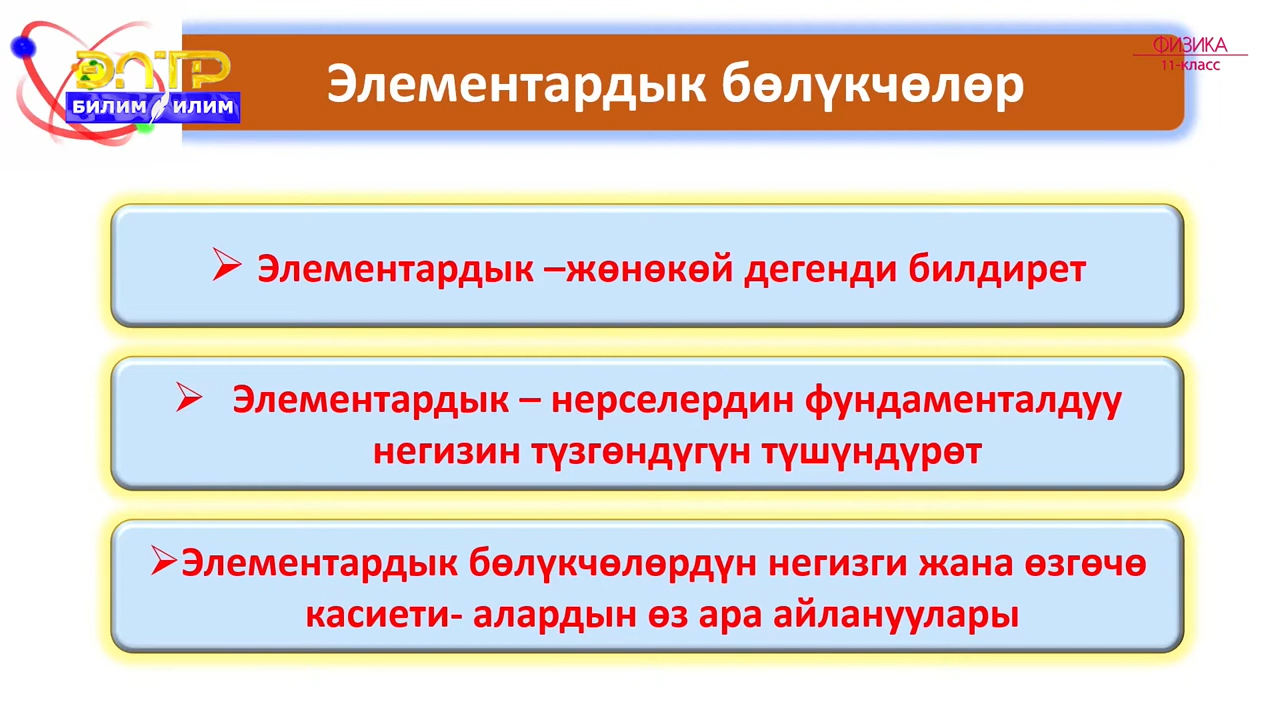 ЭЛТР
БИЛИМ ИЛИМ
Элементардык бөлүкчөлөр
ФИЗИКА
11-класс
➢ Элементардык –жөнөкөй дегенди билдирет
➢ Элементардык – нерселердин фундаменталдуу
негизин түзгөндүгүн түшүндүрөт
➢Элементардык бөлүкчөлөрдүн негизги жана өзгөчө
касиети- алардын өз ара айлануулары